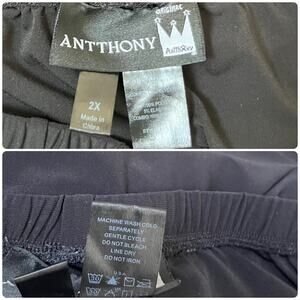 ORIGINAL
ANTTHONY
Antthony
2X
Made in
China
MACHINE WASH COLD
SEPARATELY
GENTLE CYCLE
DO NOT BLEACH
LINE DRY
DO NOT IRON
U.S.A.